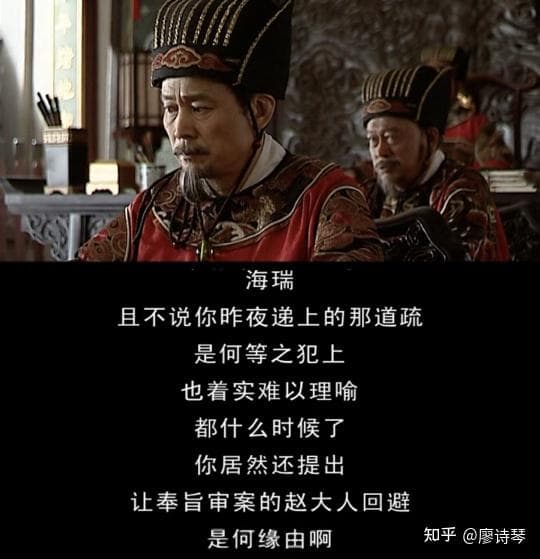 海瑞
且不说你昨夜递上的那道疏
是何等之犯上
也着实难以理喻
都什么时候了
你居然还提出
让奉旨审案的赵大人回避
是何缘由啊
知乎 @廖诗琴